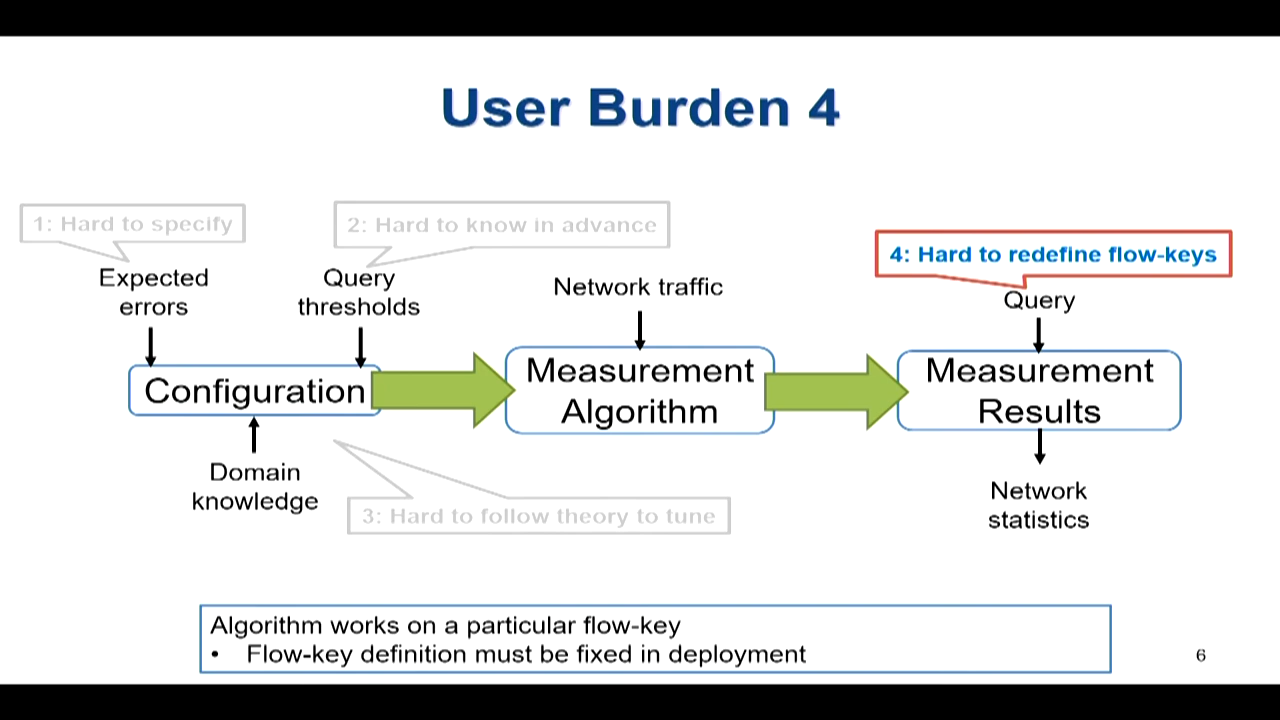 User Burden 4
1: Hard to specify
2: Hard to know in advance
4: Hard to redefine flow-keys
Expected
errors
Query
thresholds
Network traffic
Query
Configuration
Measurement
Algorithm
Measurement
Results
Domain
knowledge
3: Hard to follow theory to tune
Network
statistics
Algorithm works on a particular flow-key
• Flow-key definition must be fixed in deployment
6